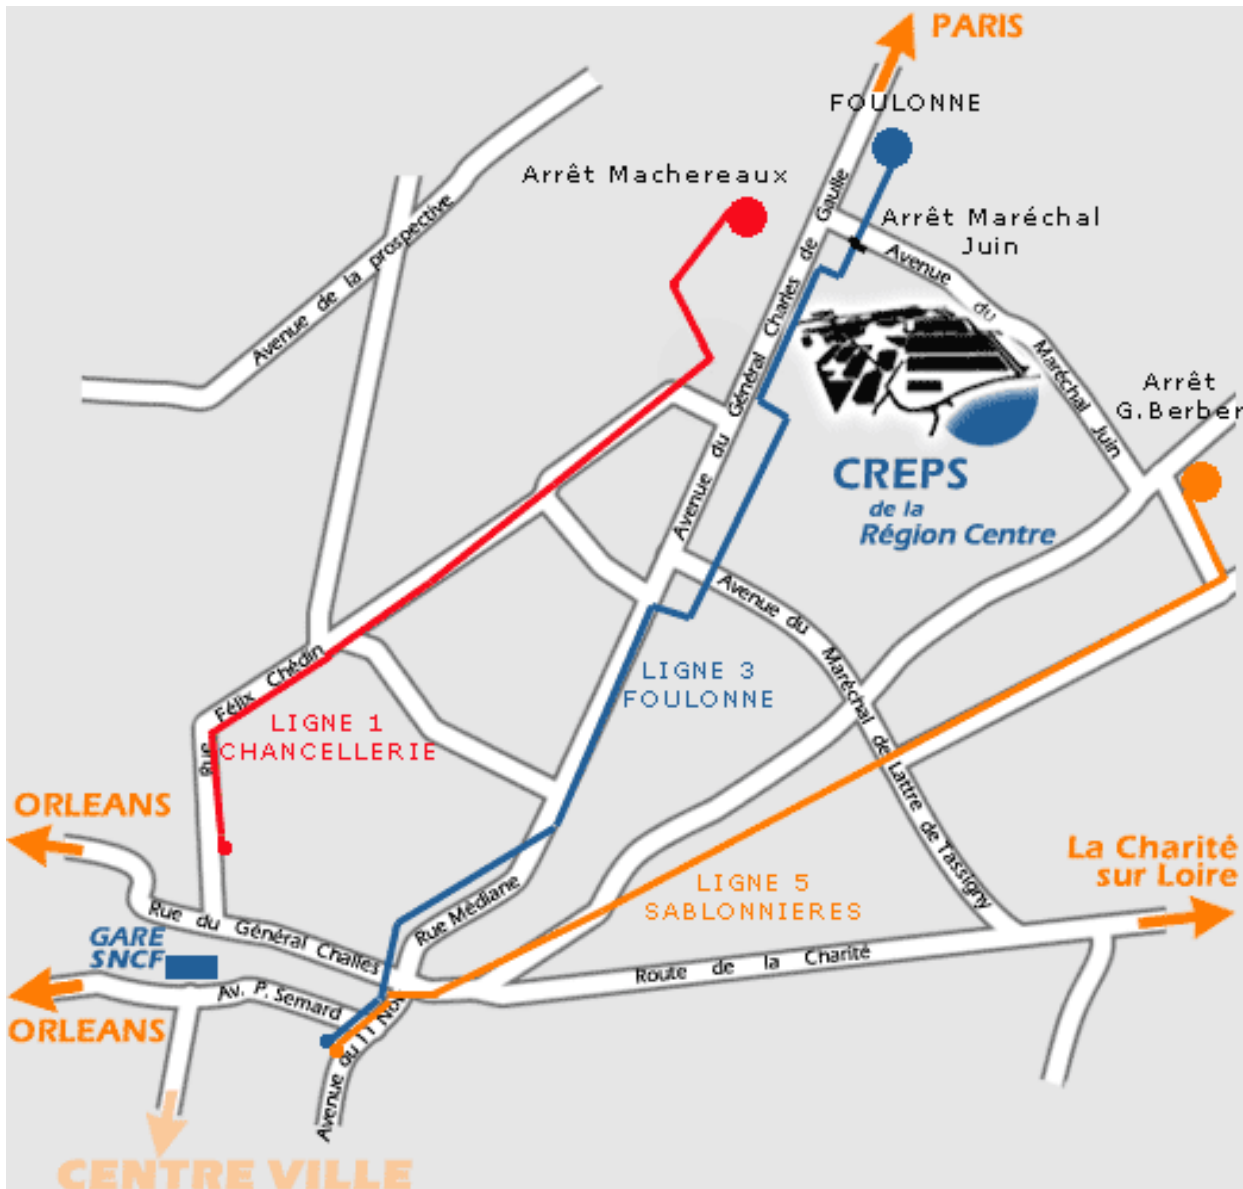 PARIS
FOULONNE
Arrêt Machereaux
Arrêt Maréchal
Juin
Avenue de la prospective
Avenue du Général Charles de Gaulle
Avenue du Maréchal Juin
Arrêt
G.Berber
CREPS
de la
Région Centre
Avenue du Maréchal de Lattre de Tassigny
LIGNE 3
FOULONNE
Rue Félix Chédin
LIGNE 1
CHANCELLERIE
ORLEANS
La Charité
sur Loire
LIGNE 5
SABLONNIERES
Rue Médiane
Rue du Général Challes
GARE
SNCF
Route de la Charité
Av. P. Semard
ORLEANS
Avenue du 11 Nov
CENTRE VILLE